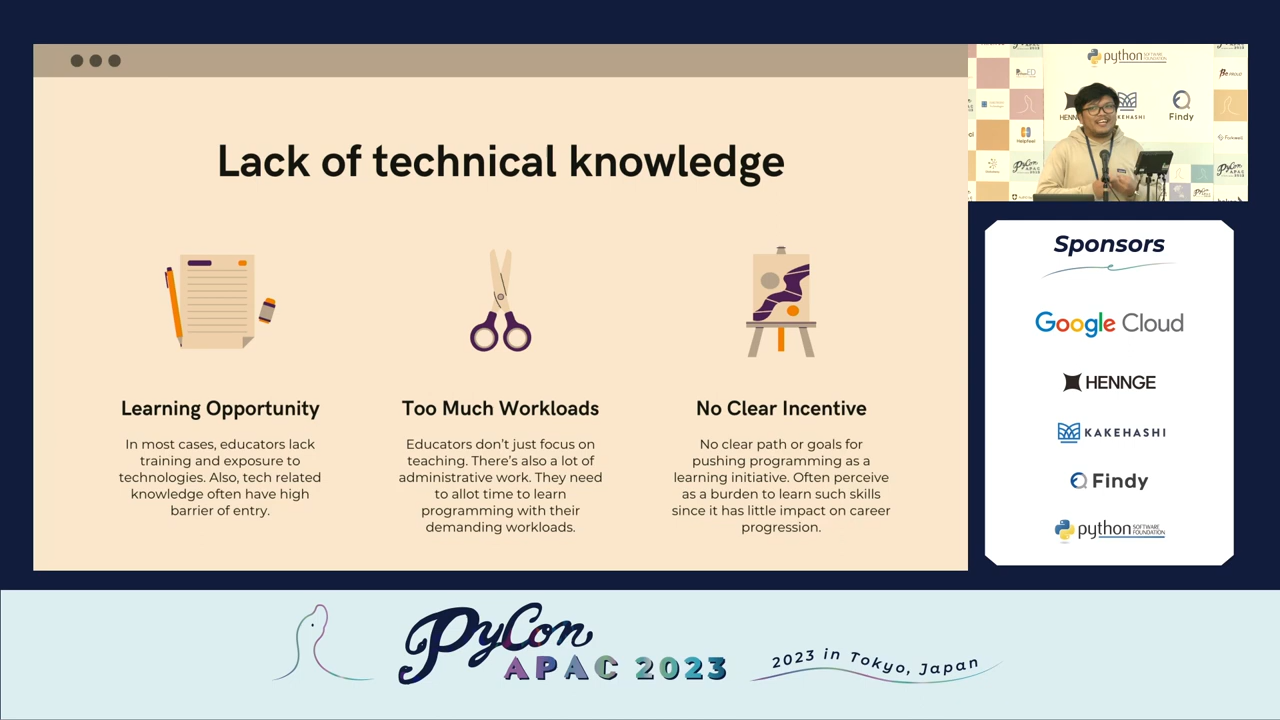 Lack of technical knowledge
Learning Opportunity
In most cases, educators lack
training and exposure to
technologies. Also, tech related
knowledge often have high
barrier of entry.
Too Much Workloads
Educators don’t just focus on
teaching. There’s also a lot of
administrative work. They need
to allot time to learn
programming with their
demanding workloads.
No Clear Incentive
No clear path or goals for
pushing programming as a
learning initiative. Often perceive
as a burden to learn such skills
since it has little impact on career
progression.
python
SOFTWARE
FOUNDATION
Findy
Sponsors
Google Cloud
HENNGE
KAKEHASHI
Findy
python
SOFTWARE
FOUNDATION
PyCon
APAC 2023
2023 in Tokyo, Japan